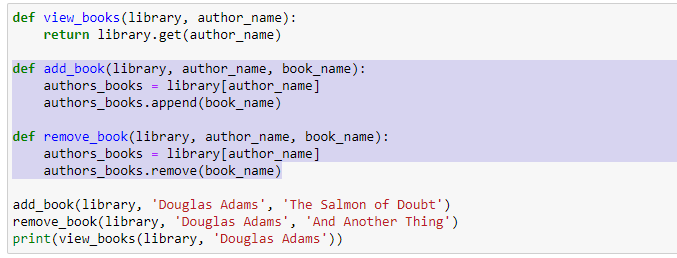 def view_books(library, author_name):
    return library.get(author_name)
def add_book(library, author_name, book_name):
    authors_books = library[author_name]
    authors_books.append(book_name)
def remove_book(library, author_name, book_name):
    authors_books = library[author_name]
    authors_books.remove(book_name)
add_book(library, 'Douglas Adams', 'The Salmon of Doubt')
remove_book(library, 'Douglas Adams', 'And Another Thing')
print(view_books(library, 'Douglas Adams'))